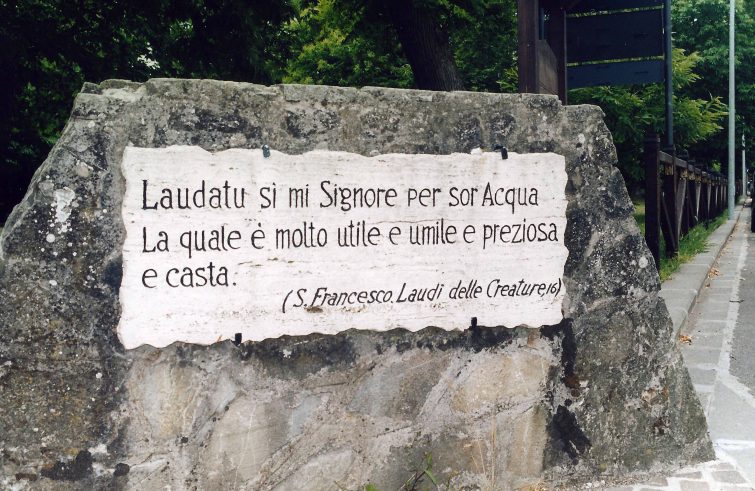 Laudatu si mi Signore per sor Acqua
La quale è molto utile e umile e preziosa
e casta.
(S. Francesco, Laudi delle Creature, 16)